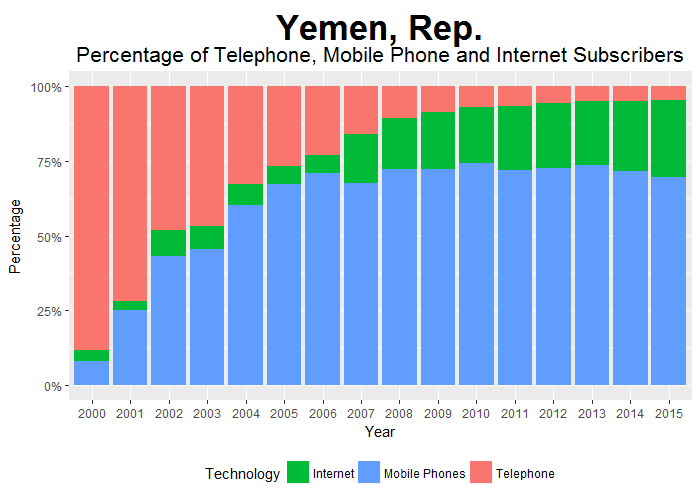 Yemen, Rep.
Percentage of Telephone, Mobile Phone and Internet Subscribers
100%
75%
50%
25%
0%
Percentage
2000 2001 2002 2003 2004 2005 2006 2007 2008 2009 2010 2011 2012 2013 2014 2015
Year
Technology Internet Mobile Phones Telephone